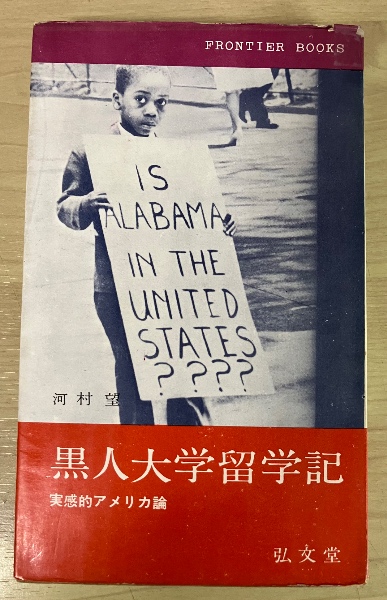 FRONTIER BOOKS
IS
ALABAMA
IN THE
UNITED
STATES
????
河村望
黒人大学留学記
実感的アメリカ論
弘文堂